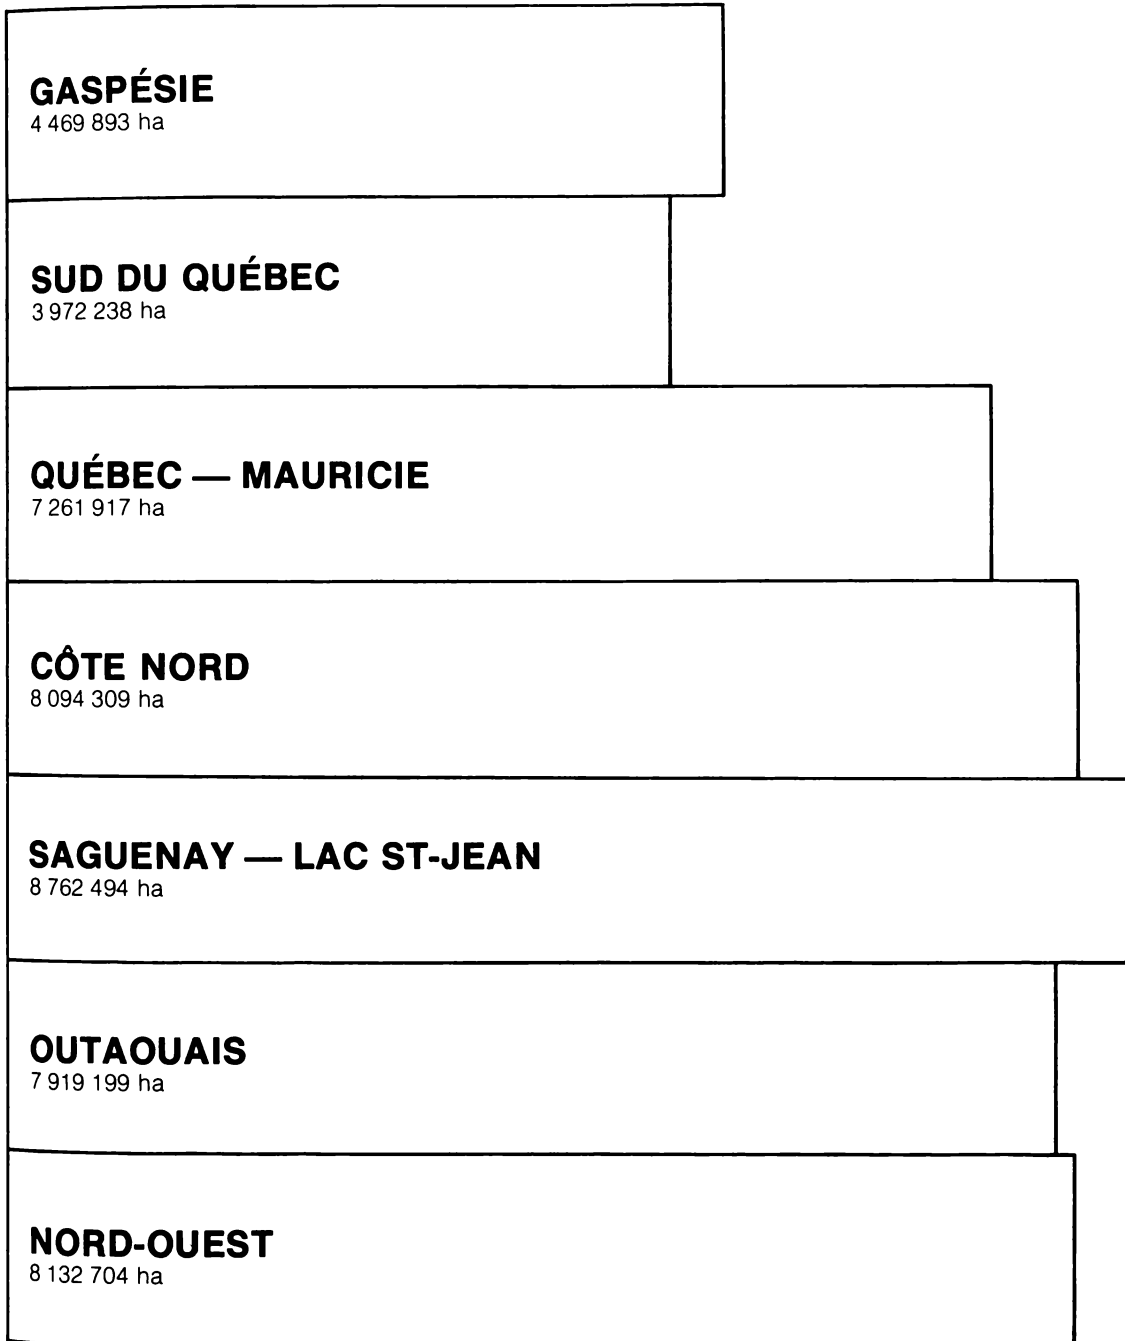 GASPÉSIE
4 469 893 ha
SUD DU QUÉBEC
3 972 238 ha
QUÉBEC — MAURICIE
7 261 917 ha
CÔTE NORD
8 094 309 ha
SAGUENAY — LAC ST-JEAN
8 762 494 ha
OUTAOUAIS
7 919 199 ha
NORD-OUEST
8 132 704 ha